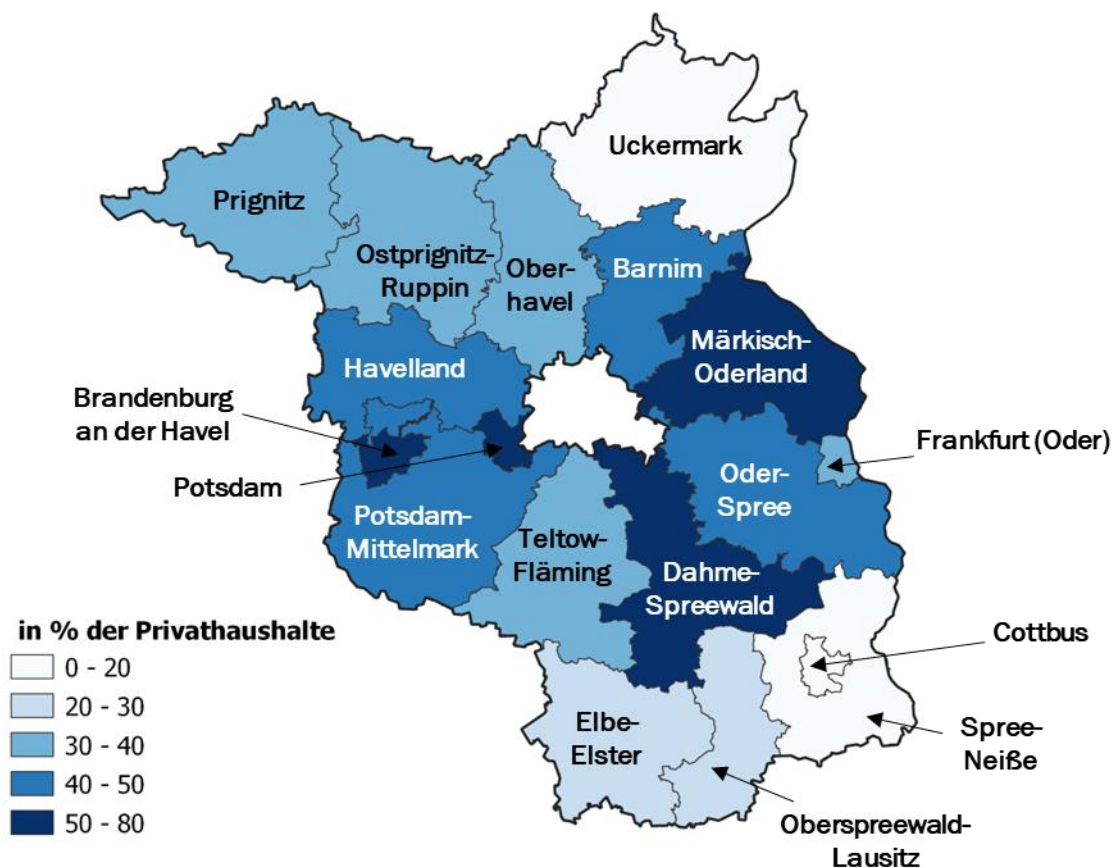 Uckermark
Prignitz
Ostprignitz-
Ruppin
Ober-
havel
Barnim
Märkisch-
Oderland
Havelland
Brandenburg
an der Havel
Potsdam
Frankfurt (Oder)
Oder-
Spree
Potsdam-
Mittelmark
Teltow-
Fläming
Dahme-
Spreewald
in % der Privathaushalte
0 - 20
20 - 30
30 - 40
40 - 50
50 - 80
Cottbus
Elbe-
Elster
Spree-
Neiße
Oberspreewald-
Lausitz